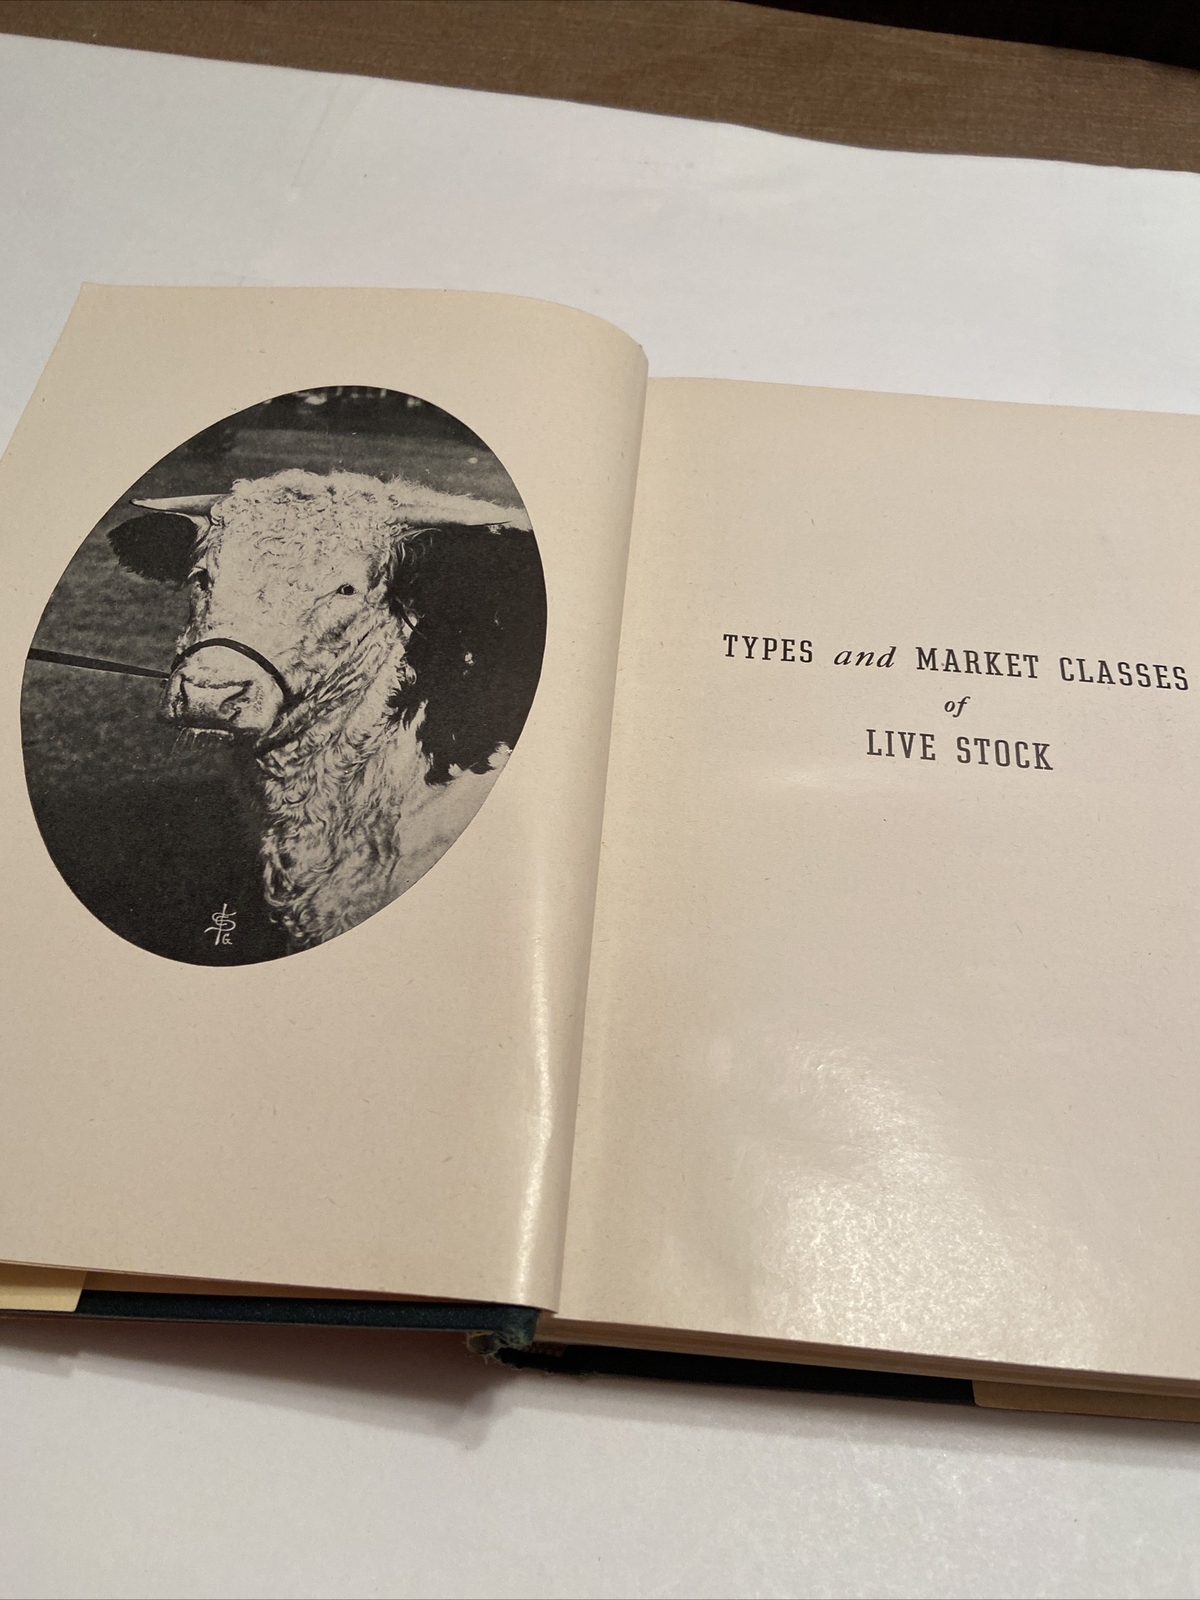 TYPES and MARKET CLASSES
of
LIVE STOCK